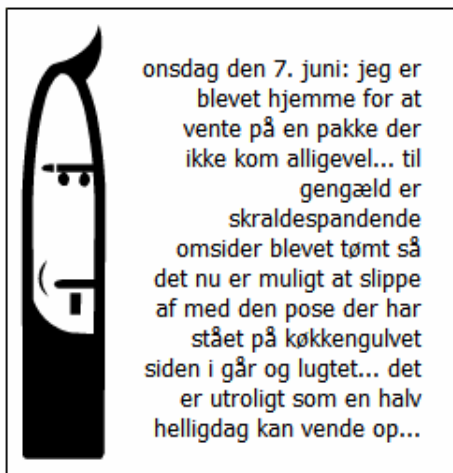 onsdag den 7. juni: jeg er
blevet hjemme for at
vente på en pakke der
ikke kom alligevel... til
gengæld er
skraldespandende
omsider blevet tømt så
det nu er muligt at slippe
af med den pose der har
stået på køkkengulvet
siden i går og lugtet... det
er utroligt som en halv
helligdag kan vende op...